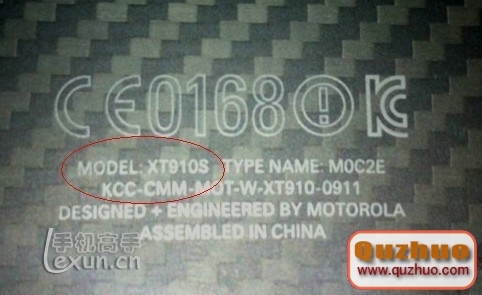 CE0168
MODEL: XT910S TYPE NAME: M0C2E
KCC-CMM-MOT-W-XT910-0911
DESIGNED + ENGINEERED BY MOTOROLA
ASSEMBLED IN CHINA
手机高手
Lexun.cn
Quzhuo
www.quzhuo.com